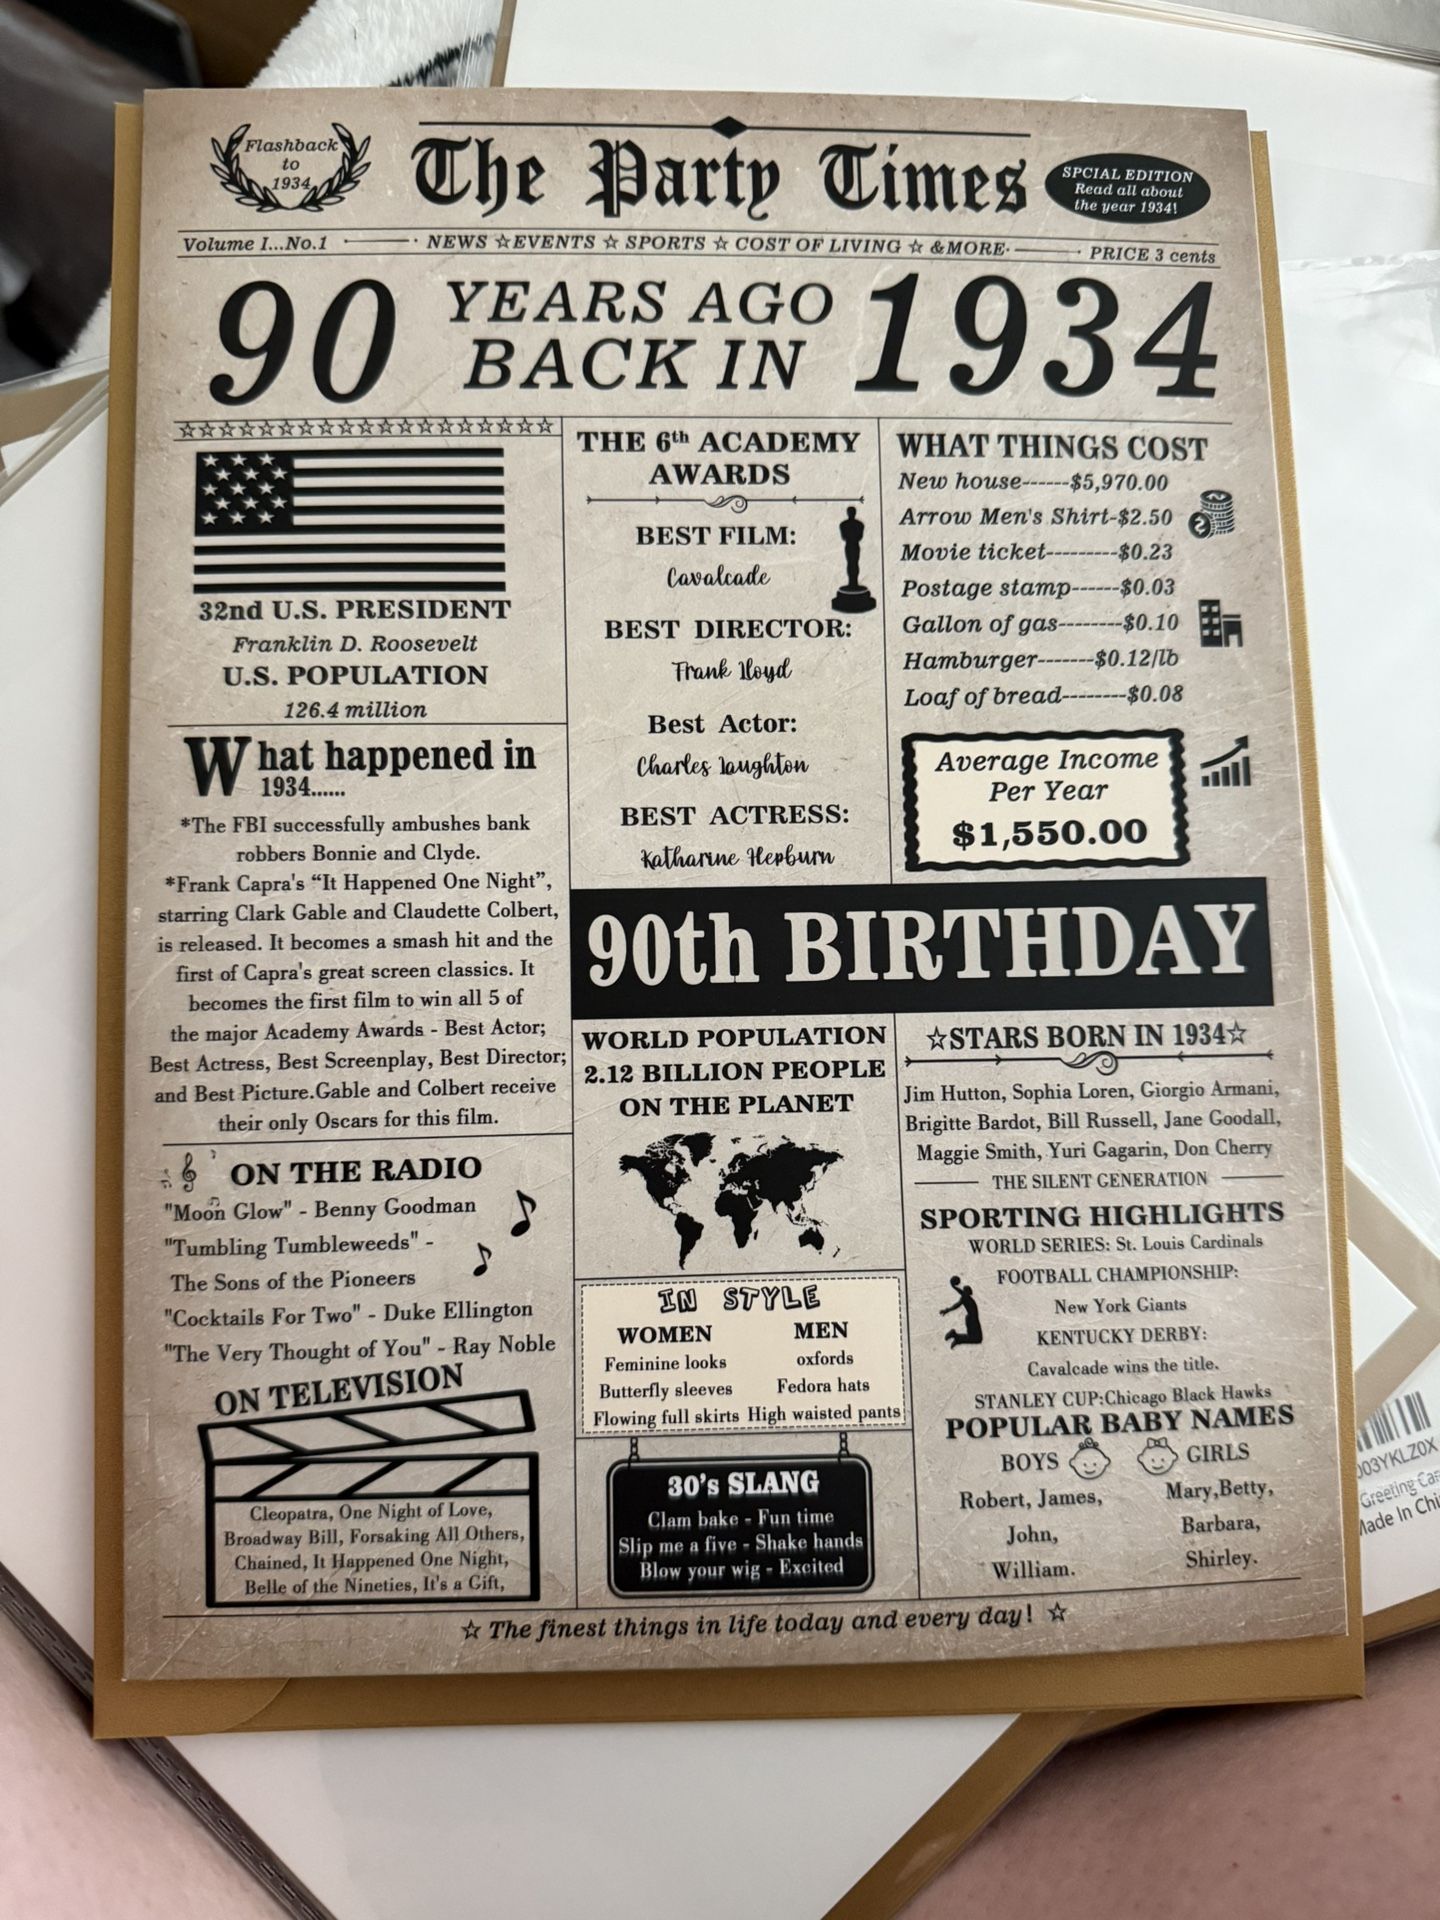 Flashback
to
1934
The Party Times
SPCIAL EDITION
Read all about
the year 1934!
Volume I...No.1
NEWS ☆EVENTS ☆ SPORTS ☆ COST OF LIVING ☆ &MORE
PRICE 3 cents
90 YEARS AGO BACK IN 1934
32nd U.S. PRESIDENT
Franklin D. Roosevelt
U.S. POPULATION
126.4 million
What happened in
1934......
*The FBI successfully ambushes bank
robbers Bonnie and Clyde.
*Frank Capra's “It Happened One Night”,
starring Clark Gable and Claudette Colbert,
is released. It becomes a smash hit and the
first of Capra's great screen classics. It
becomes the first film to win all 5 of
the major Academy Awards - Best Actor;
Best Actress, Best Screenplay, Best Director;
and Best Picture.Gable and Colbert receive
their only Oscars for this film.
ON THE RADIO
"Moon Glow" - Benny Goodman
"Tumbling Tumbleweeds" -
The Sons of the Pioneers
"Cocktails For Two" - Duke Ellington
"The Very Thought of You" - Ray Noble
ON TELEVISION
Cleopatra, One Night of Love,
Broadway Bill, Forsaking All Others,
Chained, It Happened One Night,
Belle of the Nineties, It's a Gift,
THE 6th ACADEMY
AWARDS
BEST FILM:
Cavalcade
BEST DIRECTOR:
Frank Lloyd
Best Actor:
Charles Laughton
BEST ACTRESS:
Katharine Hepburn
WHAT THINGS COST
New house------$5,970.00
Arrow Men's Shirt-$2.50
Movie ticket---------$0.23
Postage stamp------$0.03
Gallon of gas--------$0.10
Hamburger-------$0.12/lb
Loaf of bread--------$0.08
Average Income
Per Year
$1,550.00
90th BIRTHDAY
WORLD POPULATION
2.12 BILLION PEOPLE
ON THE PLANET
IN STYLE
WOMEN MEN
Feminine looks oxfords
Butterfly sleeves Fedora hats
Flowing full skirts High waisted pants
30's SLANG
Clam bake - Fun time
Slip me a five - Shake hands
Blow your wig - Excited
☆STARS BORN IN 1934☆
Jim Hutton, Sophia Loren, Giorgio Armani,
Brigitte Bardot, Bill Russell, Jane Goodall,
Maggie Smith, Yuri Gagarin, Don Cherry
THE SILENT GENERATION
SPORTING HIGHLIGHTS
WORLD SERIES: St. Louis Cardinals
FOOTBALL CHAMPIONSHIP:
New York Giants
KENTUCKY DERBY:
Cavalcade wins the title.
STANLEY CUP:Chicago Black Hawks
POPULAR BABY NAMES
BOYS GIRLS
Robert, James, Mary,Betty,
John, Barbara,
William. Shirley.
☆ The finest things in life today and every day! ☆
003YKLZ0X
Greeting
Made In